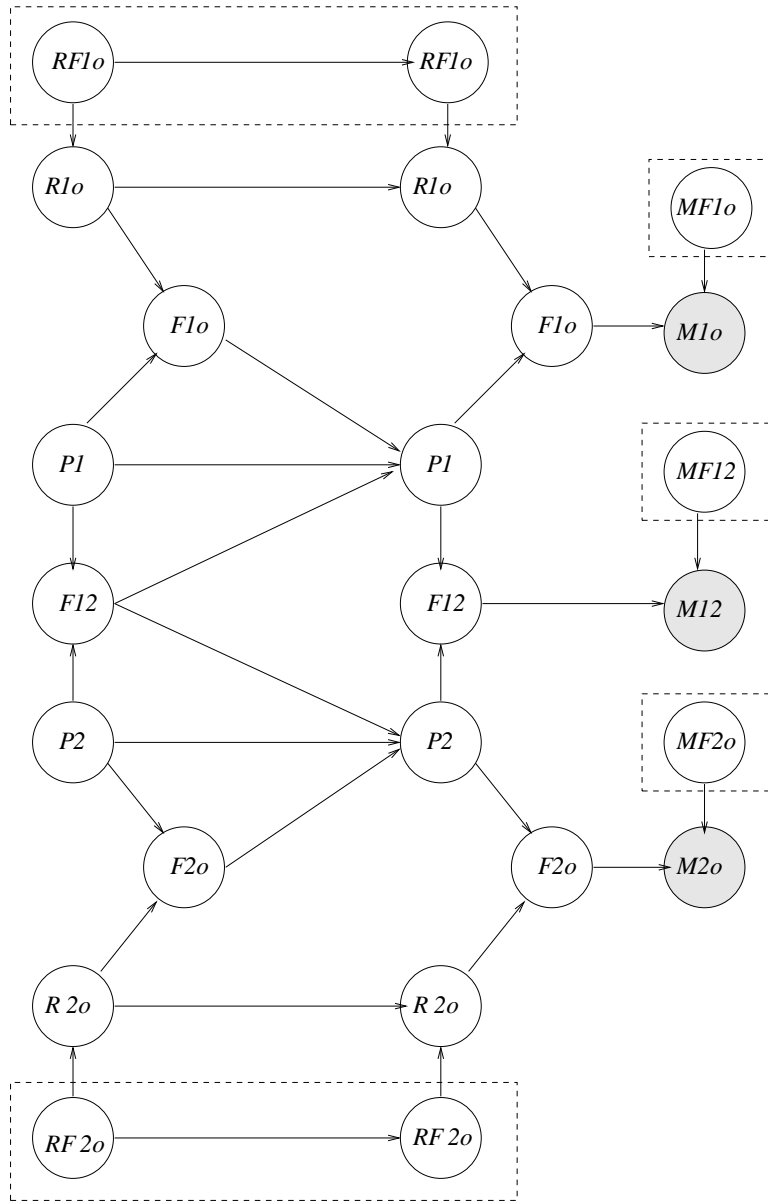 RF1o RF1o
R1o R1o MF1o
F1o F1o M1o
P1 P1 MF12
F12 F12 M12
P2 P2 MF2o
F2o F2o M2o
R 2o R 2o
RF 2o RF 2o